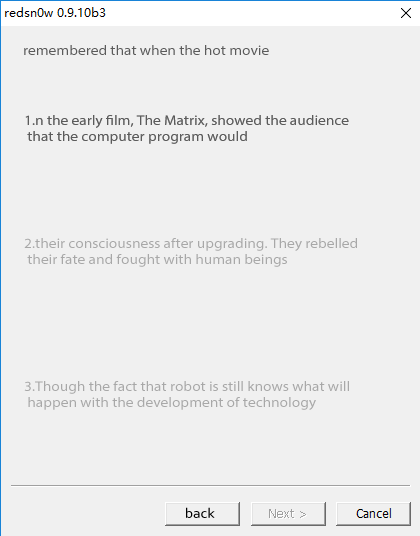 redsn0w 0.9.10b3
remembered that when the hot movie
1.n the early film, The Matrix, showed the audience
that the computer program would
2.their consciousness after upgrading. They rebelled
their fate and fought with human beings
3.Though the fact that robot is still knows what will
happen with the development of technology
back Next > Cancel